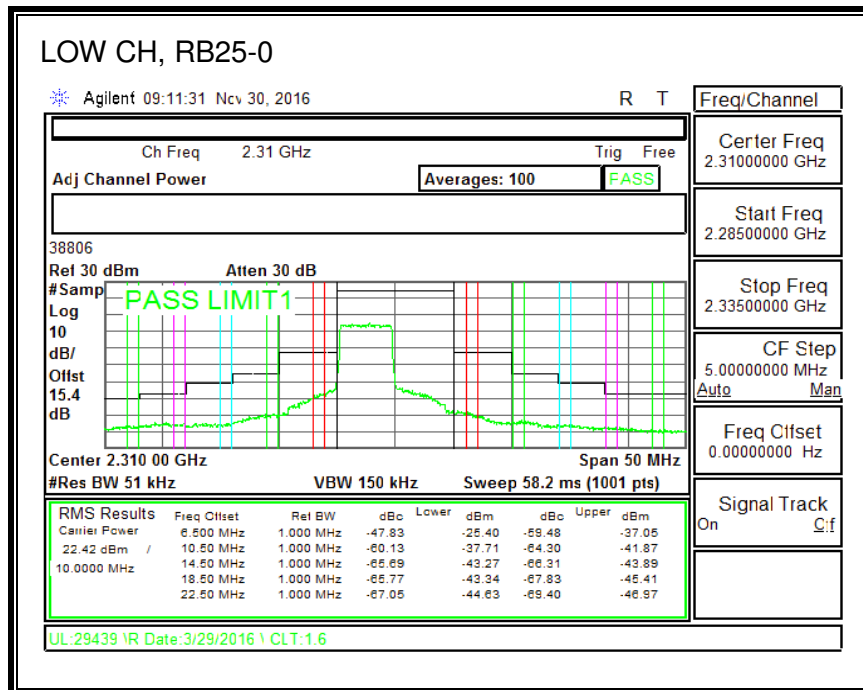 LOW CH, RB25-0
Agilent 09:11:31 Nov 30, 2016 R T
Freq/Channel
Ch Freq 2.31 GHz Trig Free
Adj Channel Power Averages: 100 PASS
Center Freq
2.31000000 GHz
Start Freq
2.28500000 GHz
Stop Freq
2.33500000 GHz
CF Step
5.00000000 MHz
Auto Man
Freq Offset
0.00000000 Hz
Signal Track
On Off
38806
Ref 30 dBm Atten 30 dB
#Samp
Log
10
dB/
Offst
15.4
dB
PASS LIMIT1
Center 2.310 00 GHz Span 50 MHz
#Res BW 51 kHz VBW 150 kHz Sweep 58.2 ms (1001 pts)
RMS Results Freq Offset Ref BW dBc Lower dBm dBc Upper dBm
Carrier Power 6.500 MHz 1.000 MHz -47.83 -25.40 -59.48 -37.05
22.42 dBm / 10.50 MHz 1.000 MHz -60.13 -37.71 -64.30 -41.87
10.0000 MHz 14.50 MHz 1.000 MHz -65.69 -43.27 -66.31 -43.89
18.50 MHz 1.000 MHz -65.77 -43.34 -67.83 -45.41
22.50 MHz 1.000 MHz -67.05 -44.63 -69.40 -46.97
UL:29439 \R Date:3/29/2016 \ CLT:1.6